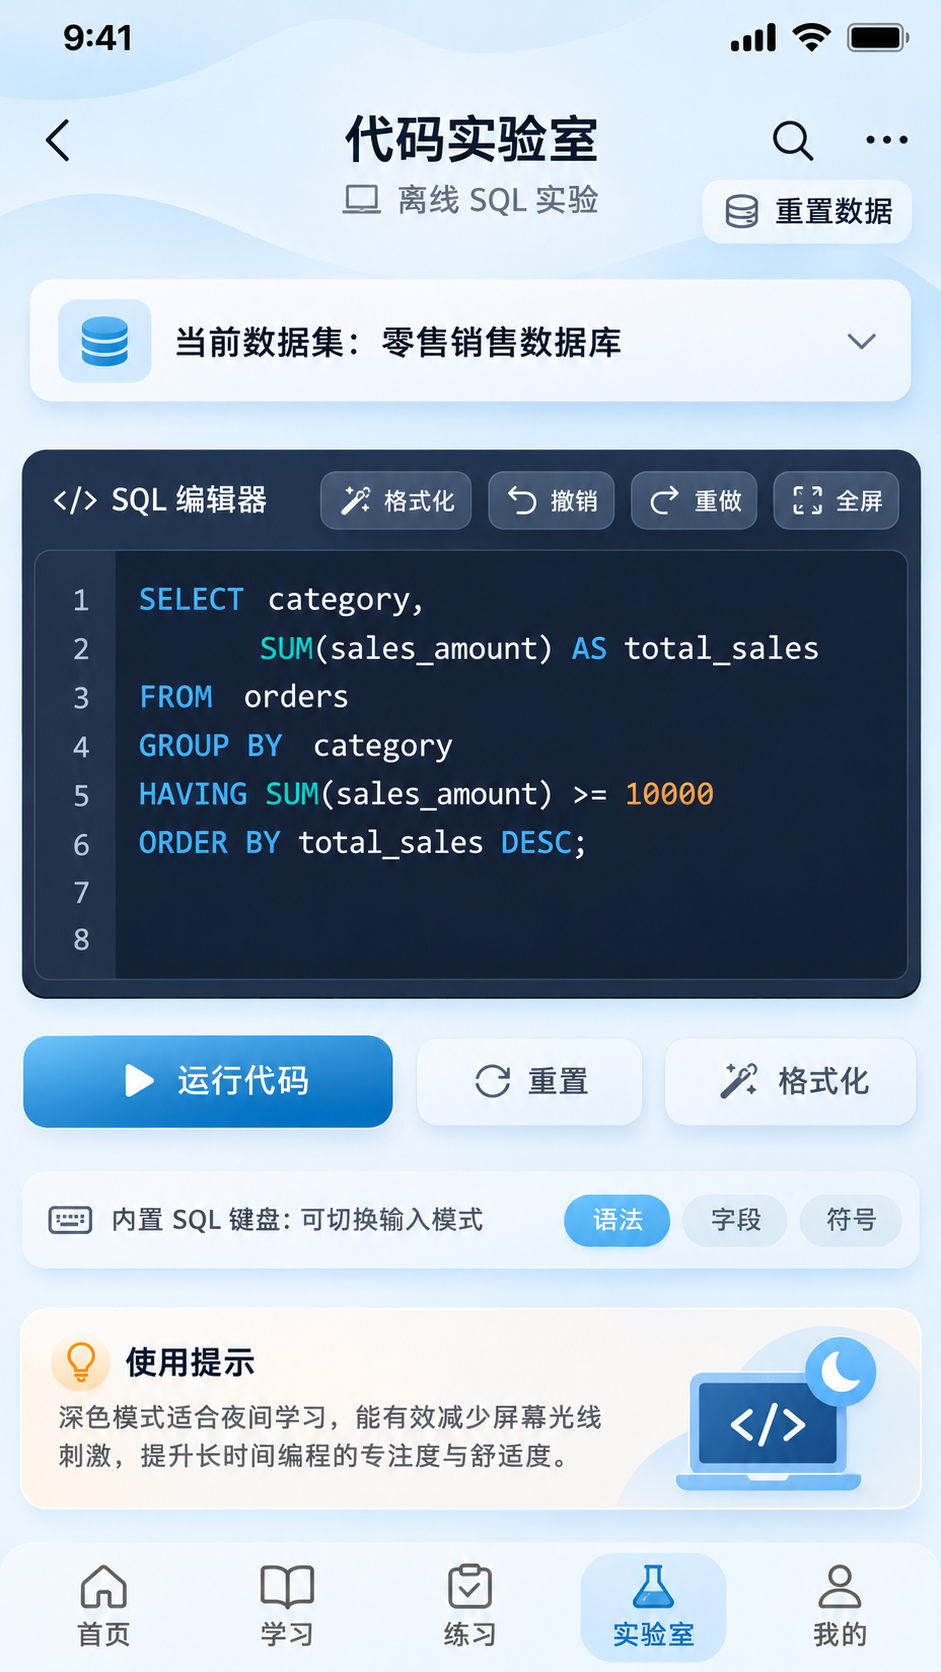 9:41
代码实验室
离线 SQL 实验
重置数据
当前数据集：零售销售数据库
</> SQL 编辑器
格式化
撤销
重做
全屏
1 SELECT category,
2 SUM(sales_amount) AS total_sales
3 FROM orders
4 GROUP BY category
5 HAVING SUM(sales_amount) >= 10000
6 ORDER BY total_sales DESC;
7
8
运行代码
重置
格式化
内置 SQL 键盘：可切换输入模式
语法
字段
符号
使用提示
深色模式适合夜间学习，能有效减少屏幕光线
刺激，提升长时间编程的专注度与舒适度。
</>
首页
学习
练习
实验室
我的